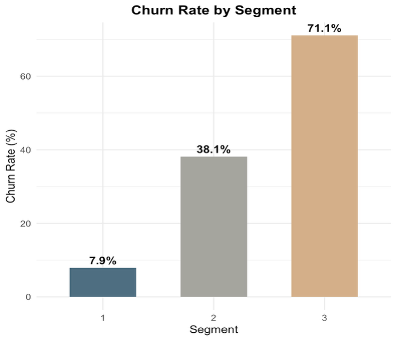 Churn Rate by Segment
71.1%
60
Churn Rate (%)
40
38.1%
20
7.9%
0
1 2 3
Segment